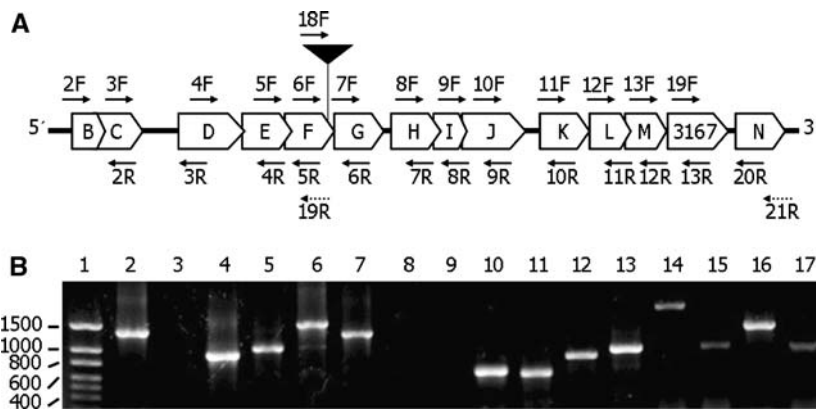 A
18F
2F 3F 4F 5F 6F 7F 8F 9F 10F 11F 12F 13F 19F
5´ B C D E F G H I J K L M 3167 N 3
2R 3R 4R 5R 6R 7R 8R 9R 10R 11R 12R 13R 20R
19R 21R
B 1 2 3 4 5 6 7 8 9 10 11 12 13 14 15 16 17
1500
1000
800
600
400